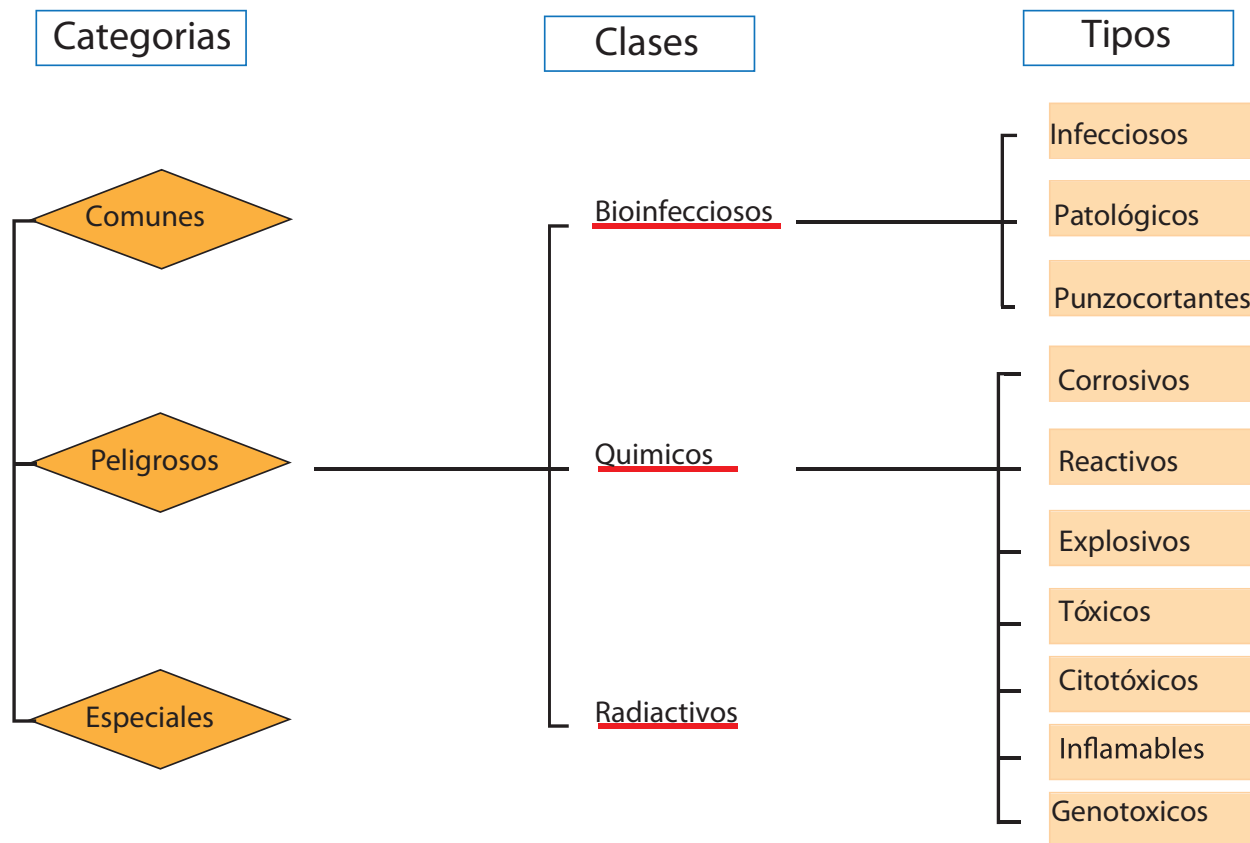 Categorias
Clases
Tipos
Comunes
Peligrosos
Especiales
Bioinfecciosos
Quimicos
Radiactivos
Infecciosos
Patológicos
Punzocortantes
Corrosivos
Reactivos
Explosivos
Tóxicos
Citotóxicos
Inflamables
Genotoxicos